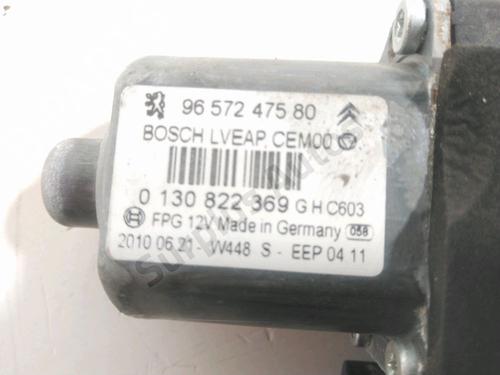 96 572 475 80
BOSCH LVEAP. CEM00
0 130 822 369 G H C603
FPG 12V Made in Germany 056
2010 06.21 - W448 S - EEP 04 11